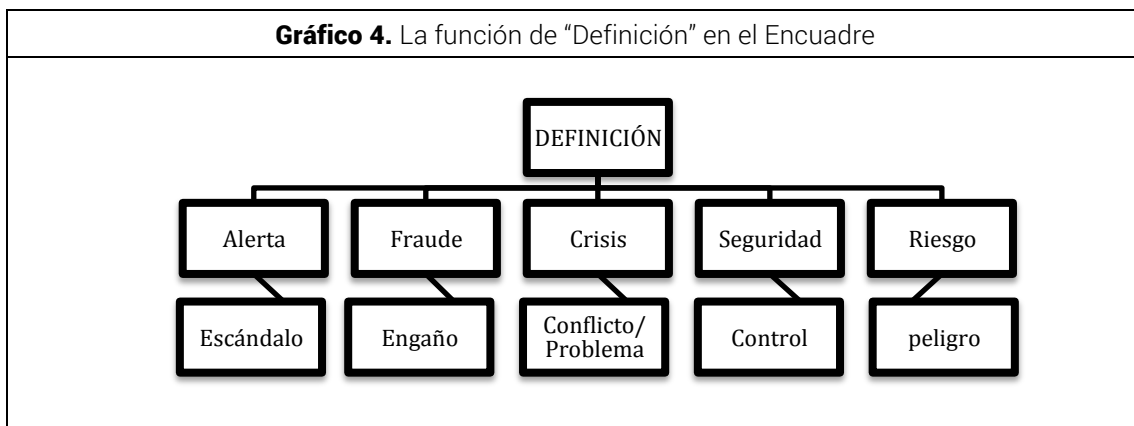 Gráfico 4. La función de “Definición” en el Encuadre
DEFINICIÓN
Alerta
Fraude
Crisis
Seguridad
Riesgo
Escándalo
Engaño
Conflicto/
Problema
Control
peligro